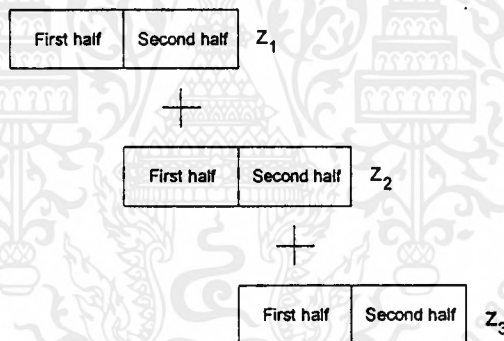 First half Second half Z1
+
First half Second half Z2
+
First half Second half Z3